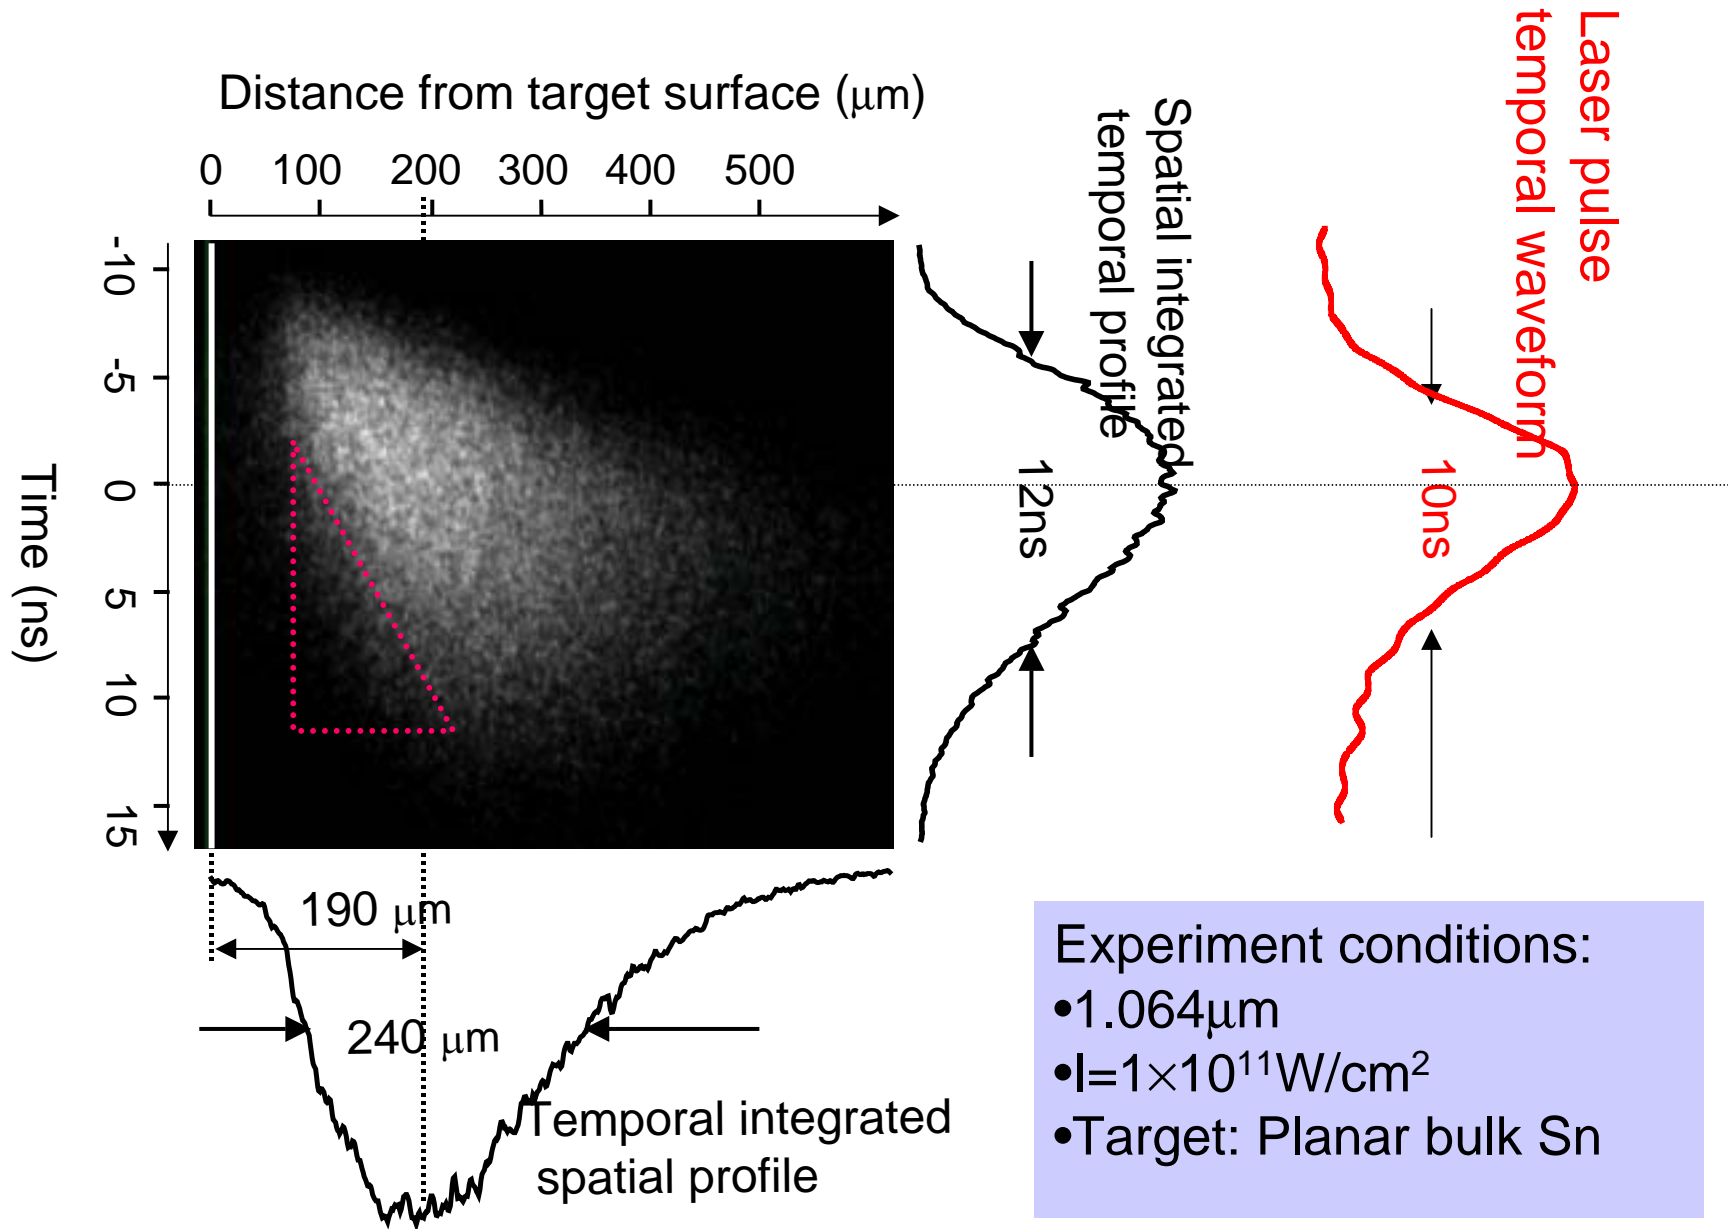 Distance from target surface (μm)
0 100 200 300 400 500
Time (ns)
-10
-5
0
5
10
15
Spatial integrated
temporal profile
12ns
Laser pulse
temporal waveform
10ns
190 μm
240 μm
Temporal integrated
spatial profile
Experiment conditions:
•1.064μm
•I=1×10¹¹W/cm²
•Target: Planar bulk Sn